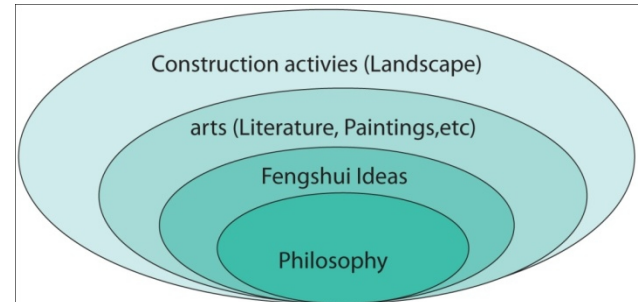 Construction activies (Landscape)
arts (Literature, Paintings,etc)
Fengshui Ideas
Philosophy